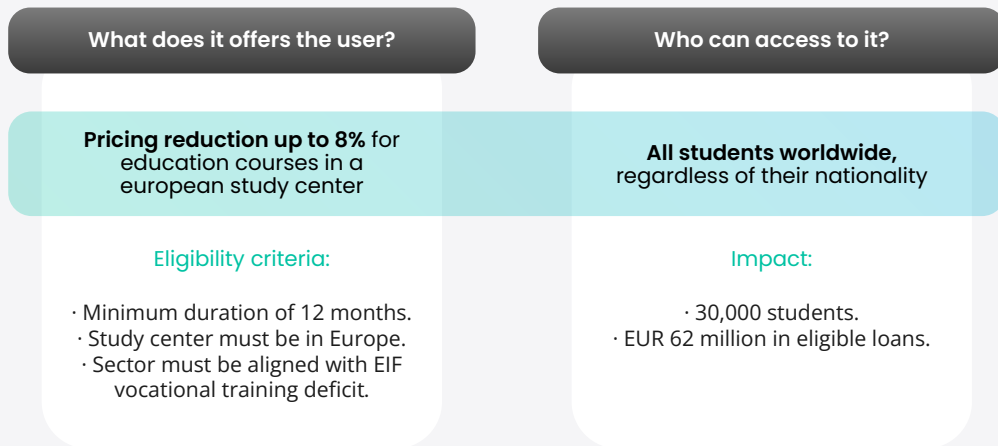 What does it offers the user?
Pricing reduction up to 8% for
education courses in a
european study center
Eligibility criteria:
· Minimum duration of 12 months.
· Study center must be in Europe.
· Sector must be aligned with EIF
vocational training deficit.
Who can access to it?
All students worldwide,
regardless of their nationality
Impact:
· 30,000 students.
· EUR 62 million in eligible loans.